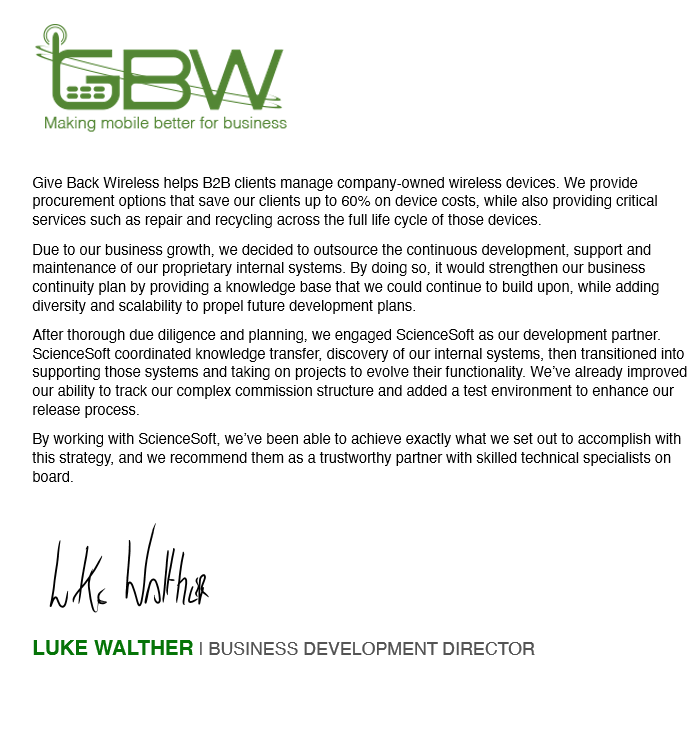 GBW
Making mobile better for business
Give Back Wireless helps B2B clients manage company-owned wireless devices. We provide
procurement options that save our clients up to 60% on device costs, while also providing critical
services such as repair and recycling across the full life cycle of those devices.
Due to our business growth, we decided to outsource the continuous development, support and
maintenance of our proprietary internal systems. By doing so, it would strengthen our business
continuity plan by providing a knowledge base that we could continue to build upon, while adding
diversity and scalability to propel future development plans.
After thorough due diligence and planning, we engaged ScienceSoft as our development partner.
ScienceSoft coordinated knowledge transfer, discovery of our internal systems, then transitioned into
supporting those systems and taking on projects to evolve their functionality. We’ve already improved
our ability to track our complex commission structure and added a test environment to enhance our
release process.
By working with ScienceSoft, we’ve been able to achieve exactly what we set out to accomplish with
this strategy, and we recommend them as a trustworthy partner with skilled technical specialists on
board.
Luke Walther
LUKE WALTHER | BUSINESS DEVELOPMENT DIRECTOR